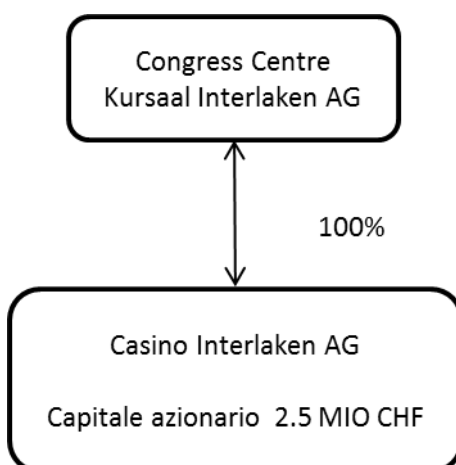 Congress Centre
Kursaal Interlaken AG
100%
Casino Interlaken AG
Capitale azionario 2.5 MIO CHF